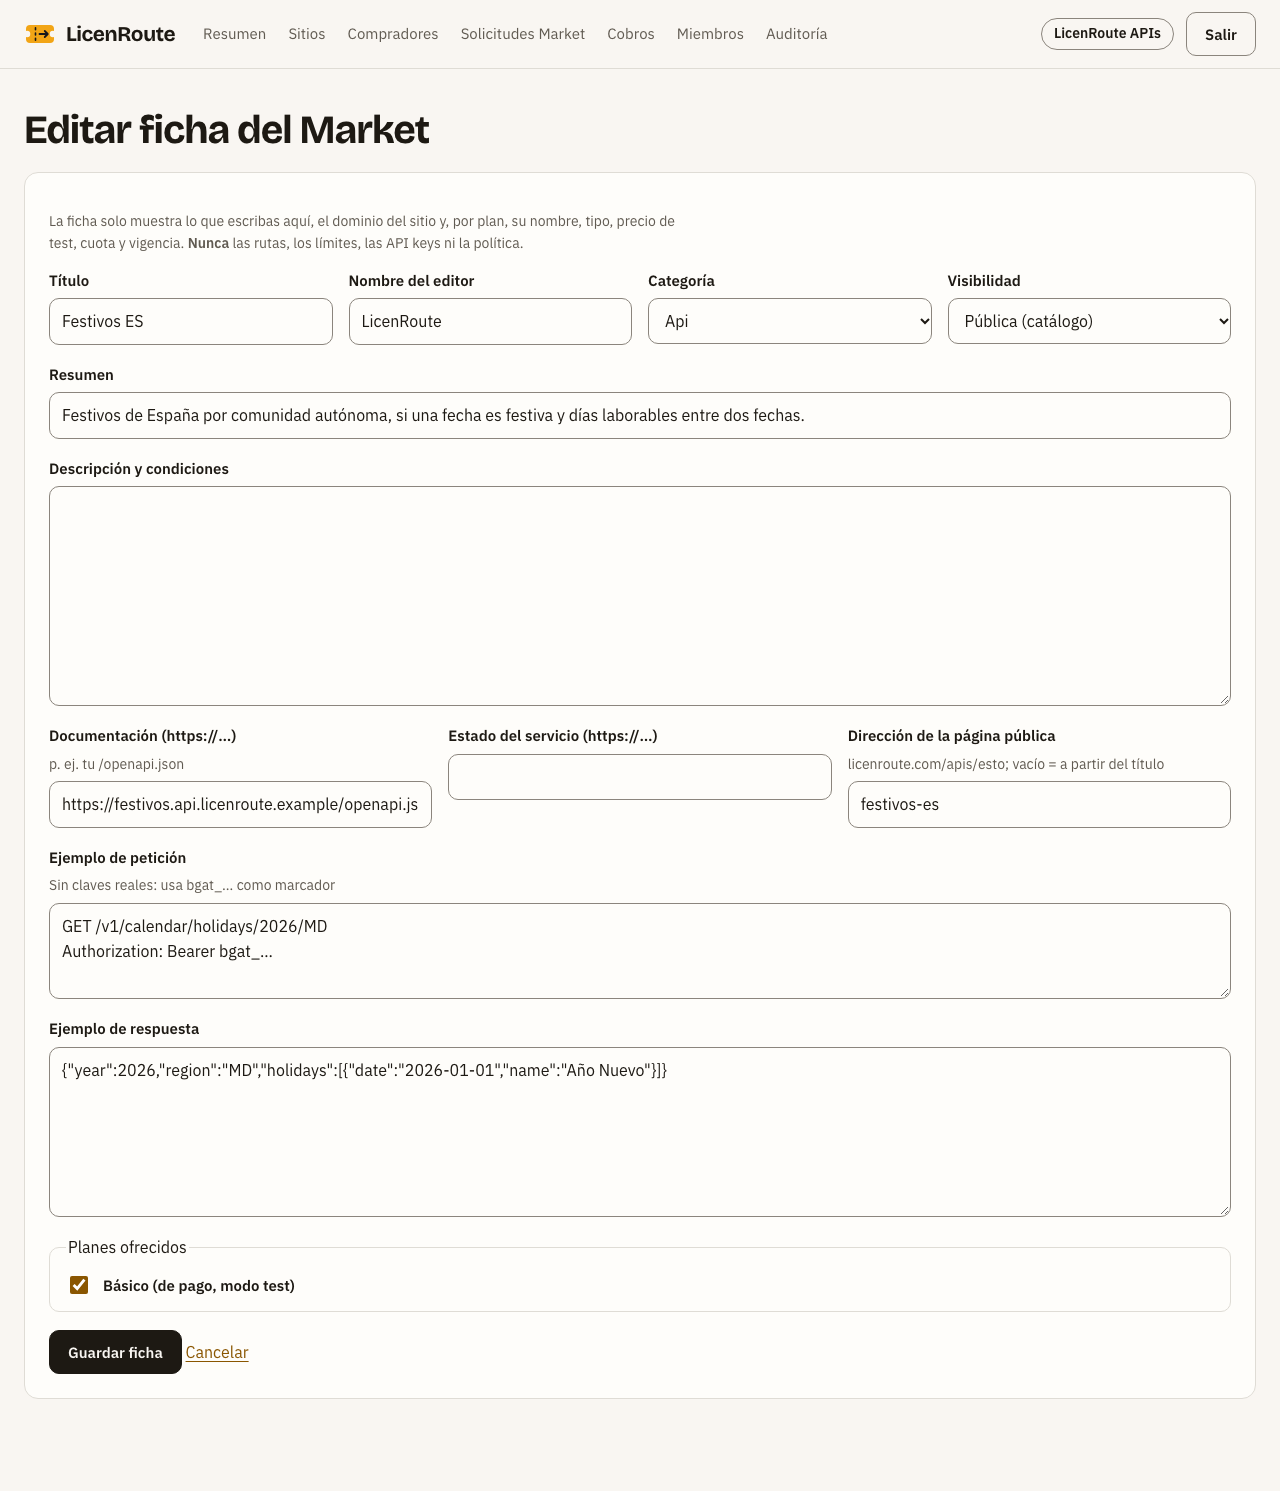 LicenRoute
Resumen
Sitios
Compradores
Solicitudes Market
Cobros
Miembros
Auditoría
LicenRoute APIs
Salir
Editar ficha del Market
La ficha solo muestra lo que escribas aquí, el dominio del sitio y, por plan, su nombre, tipo, precio de
test, cuota y vigencia. Nunca las rutas, los límites, las API keys ni la política.
Título
Nombre del editor
Categoría
Visibilidad
Festivos ES
LicenRoute
Api
Pública (catálogo)
Resumen
Festivos de España por comunidad autónoma, si una fecha es festiva y días laborables entre dos fechas.
Descripción y condiciones
Documentación (https://…)
Estado del servicio (https://…)
Dirección de la página pública
p. ej. tu /openapi.json
licenroute.com/apis/esto; vacío = a partir del título
https://festivos.api.licenroute.example/openapi.js
festivos-es
Ejemplo de petición
Sin claves reales: usa bgat_… como marcador
GET /v1/calendar/holidays/2026/MD
Authorization: Bearer bgat_…
Ejemplo de respuesta
{"year":2026,"region":"MD","holidays":[{"date":"2026-01-01","name":"Año Nuevo"}]}
Planes ofrecidos
Básico (de pago, modo test)
Guardar ficha
Cancelar